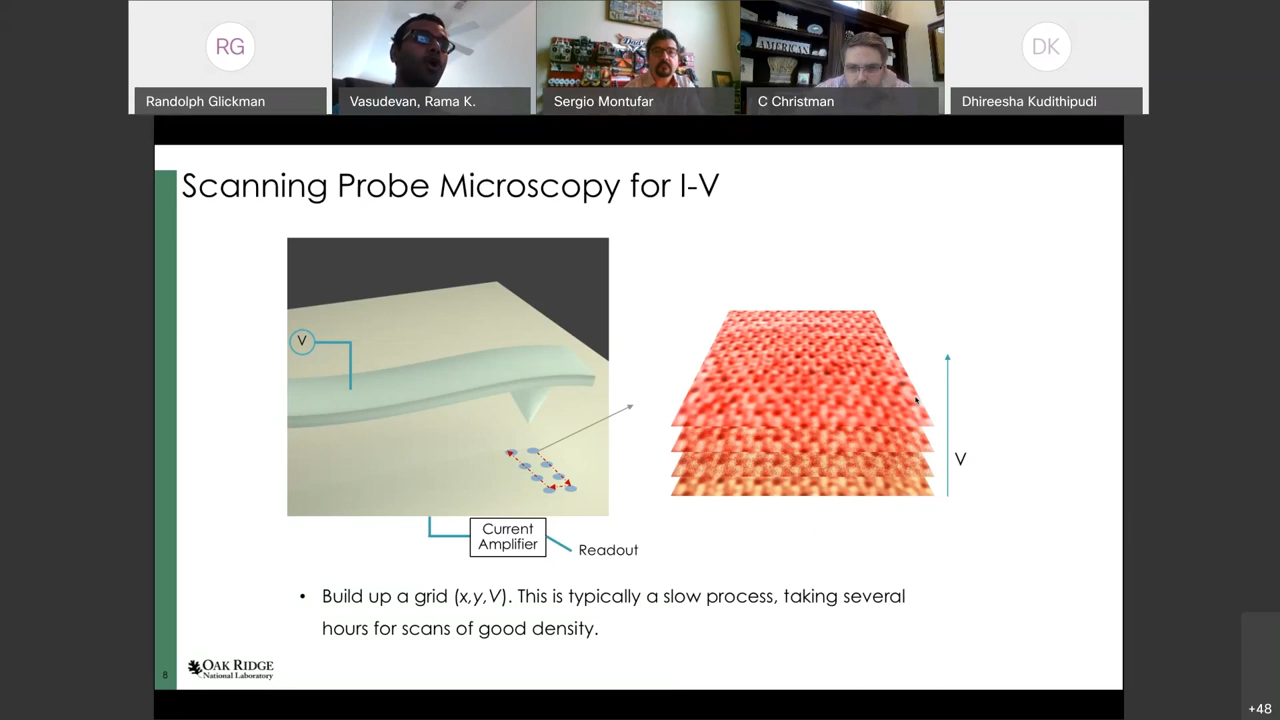 RG
DK
Dad's
AMERICAN
Randolph Glickman
Vasudevan, Rama K.
Sergio Montufar
C Christman
Dhireesha Kudithipudi
Scanning Probe Microscopy for I-V
V
V
Current
Amplifier
Readout
• Build up a grid (x,y,V). This is typically a slow process, taking several
hours for scans of good density.
8
OAK RIDGE
National Laboratory
+48